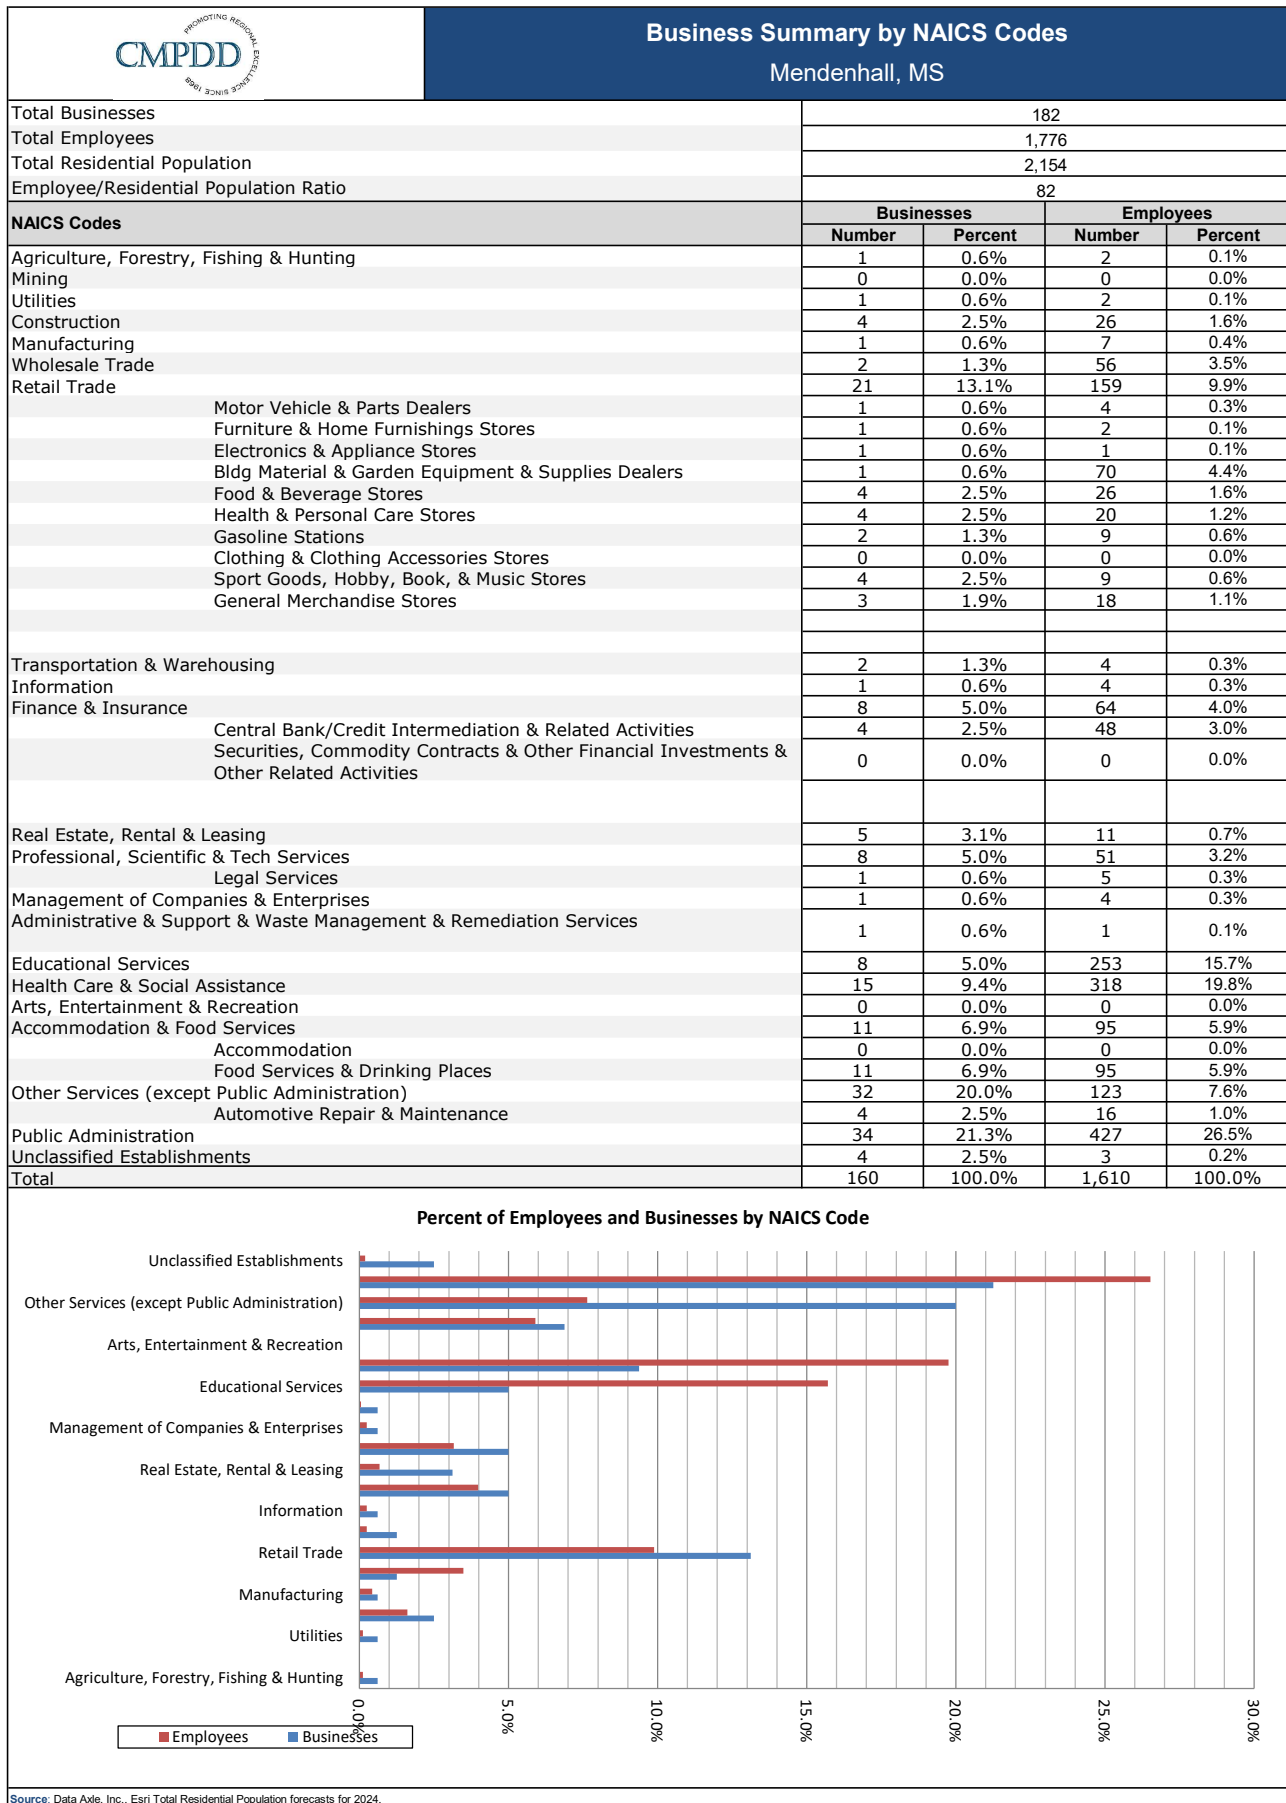 PROMOTING REGIONAL EXCELLENCE SINCE 1968
CMPDD
Business Summary by NAICS Codes
Mendenhall, MS
Total Businesses 182
Total Employees 1,776
Total Residential Population 2,154
Employee/Residential Population Ratio 82
NAICS Codes Businesses Employees
Number Percent Number Percent
Agriculture, Forestry, Fishing & Hunting 1 0.6% 2 0.1%
Mining 0 0.0% 0 0.0%
Utilities 1 0.6% 2 0.1%
Construction 4 2.5% 26 1.6%
Manufacturing 1 0.6% 7 0.4%
Wholesale Trade 2 1.3% 56 3.5%
Retail Trade 21 13.1% 159 9.9%
Motor Vehicle & Parts Dealers 1 0.6% 4 0.3%
Furniture & Home Furnishings Stores 1 0.6% 2 0.1%
Electronics & Appliance Stores 1 0.6% 1 0.1%
Bldg Material & Garden Equipment & Supplies Dealers 1 0.6% 70 4.4%
Food & Beverage Stores 4 2.5% 26 1.6%
Health & Personal Care Stores 4 2.5% 20 1.2%
Gasoline Stations 2 1.3% 9 0.6%
Clothing & Clothing Accessories Stores 0 0.0% 0 0.0%
Sport Goods, Hobby, Book, & Music Stores 4 2.5% 9 0.6%
General Merchandise Stores 3 1.9% 18 1.1%
Transportation & Warehousing 2 1.3% 4 0.3%
Information 1 0.6% 4 0.3%
Finance & Insurance 8 5.0% 64 4.0%
Central Bank/Credit Intermediation & Related Activities 4 2.5% 48 3.0%
Securities, Commodity Contracts & Other Financial Investments &
Other Related Activities 0 0.0% 0 0.0%
Real Estate, Rental & Leasing 5 3.1% 11 0.7%
Professional, Scientific & Tech Services 8 5.0% 51 3.2%
Legal Services 1 0.6% 5 0.3%
Management of Companies & Enterprises 1 0.6% 4 0.3%
Administrative & Support & Waste Management & Remediation Services 1 0.6% 1 0.1%
Educational Services 8 5.0% 253 15.7%
Health Care & Social Assistance 15 9.4% 318 19.8%
Arts, Entertainment & Recreation 0 0.0% 0 0.0%
Accommodation & Food Services 11 6.9% 95 5.9%
Accommodation 0 0.0% 0 0.0%
Food Services & Drinking Places 11 6.9% 95 5.9%
Other Services (except Public Administration) 32 20.0% 123 7.6%
Automotive Repair & Maintenance 4 2.5% 16 1.0%
Public Administration 34 21.3% 427 26.5%
Unclassified Establishments 4 2.5% 3 0.2%
Total 160 100.0% 1,610 100.0%
Percent of Employees and Businesses by NAICS Code
Unclassified Establishments
Other Services (except Public Administration)
Arts, Entertainment & Recreation
Educational Services
Management of Companies & Enterprises
Real Estate, Rental & Leasing
Information
Retail Trade
Manufacturing
Utilities
Agriculture, Forestry, Fishing & Hunting
0.0% 5.0% 10.0% 15.0% 20.0% 25.0% 30.0%
Employees Businesses
Source: Data Axle, Inc., Esri Total Residential Population forecasts for 2024.